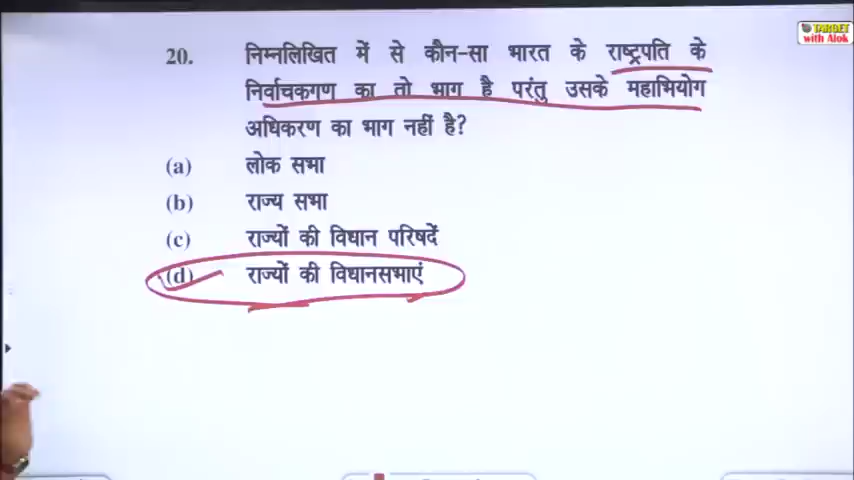 TARGET
with Alok
20. निम्नलिखित में से कौन-सा भारत के राष्ट्रपति के
निर्वाचकगण का तो भाग है परंतु उसके महाभियोग
अधिकरण का भाग नहीं है?
(a) लोक सभा
(b) राज्य सभा
(c) राज्यों की विधान परिषदें
(d) राज्यों की विधानसभाएं